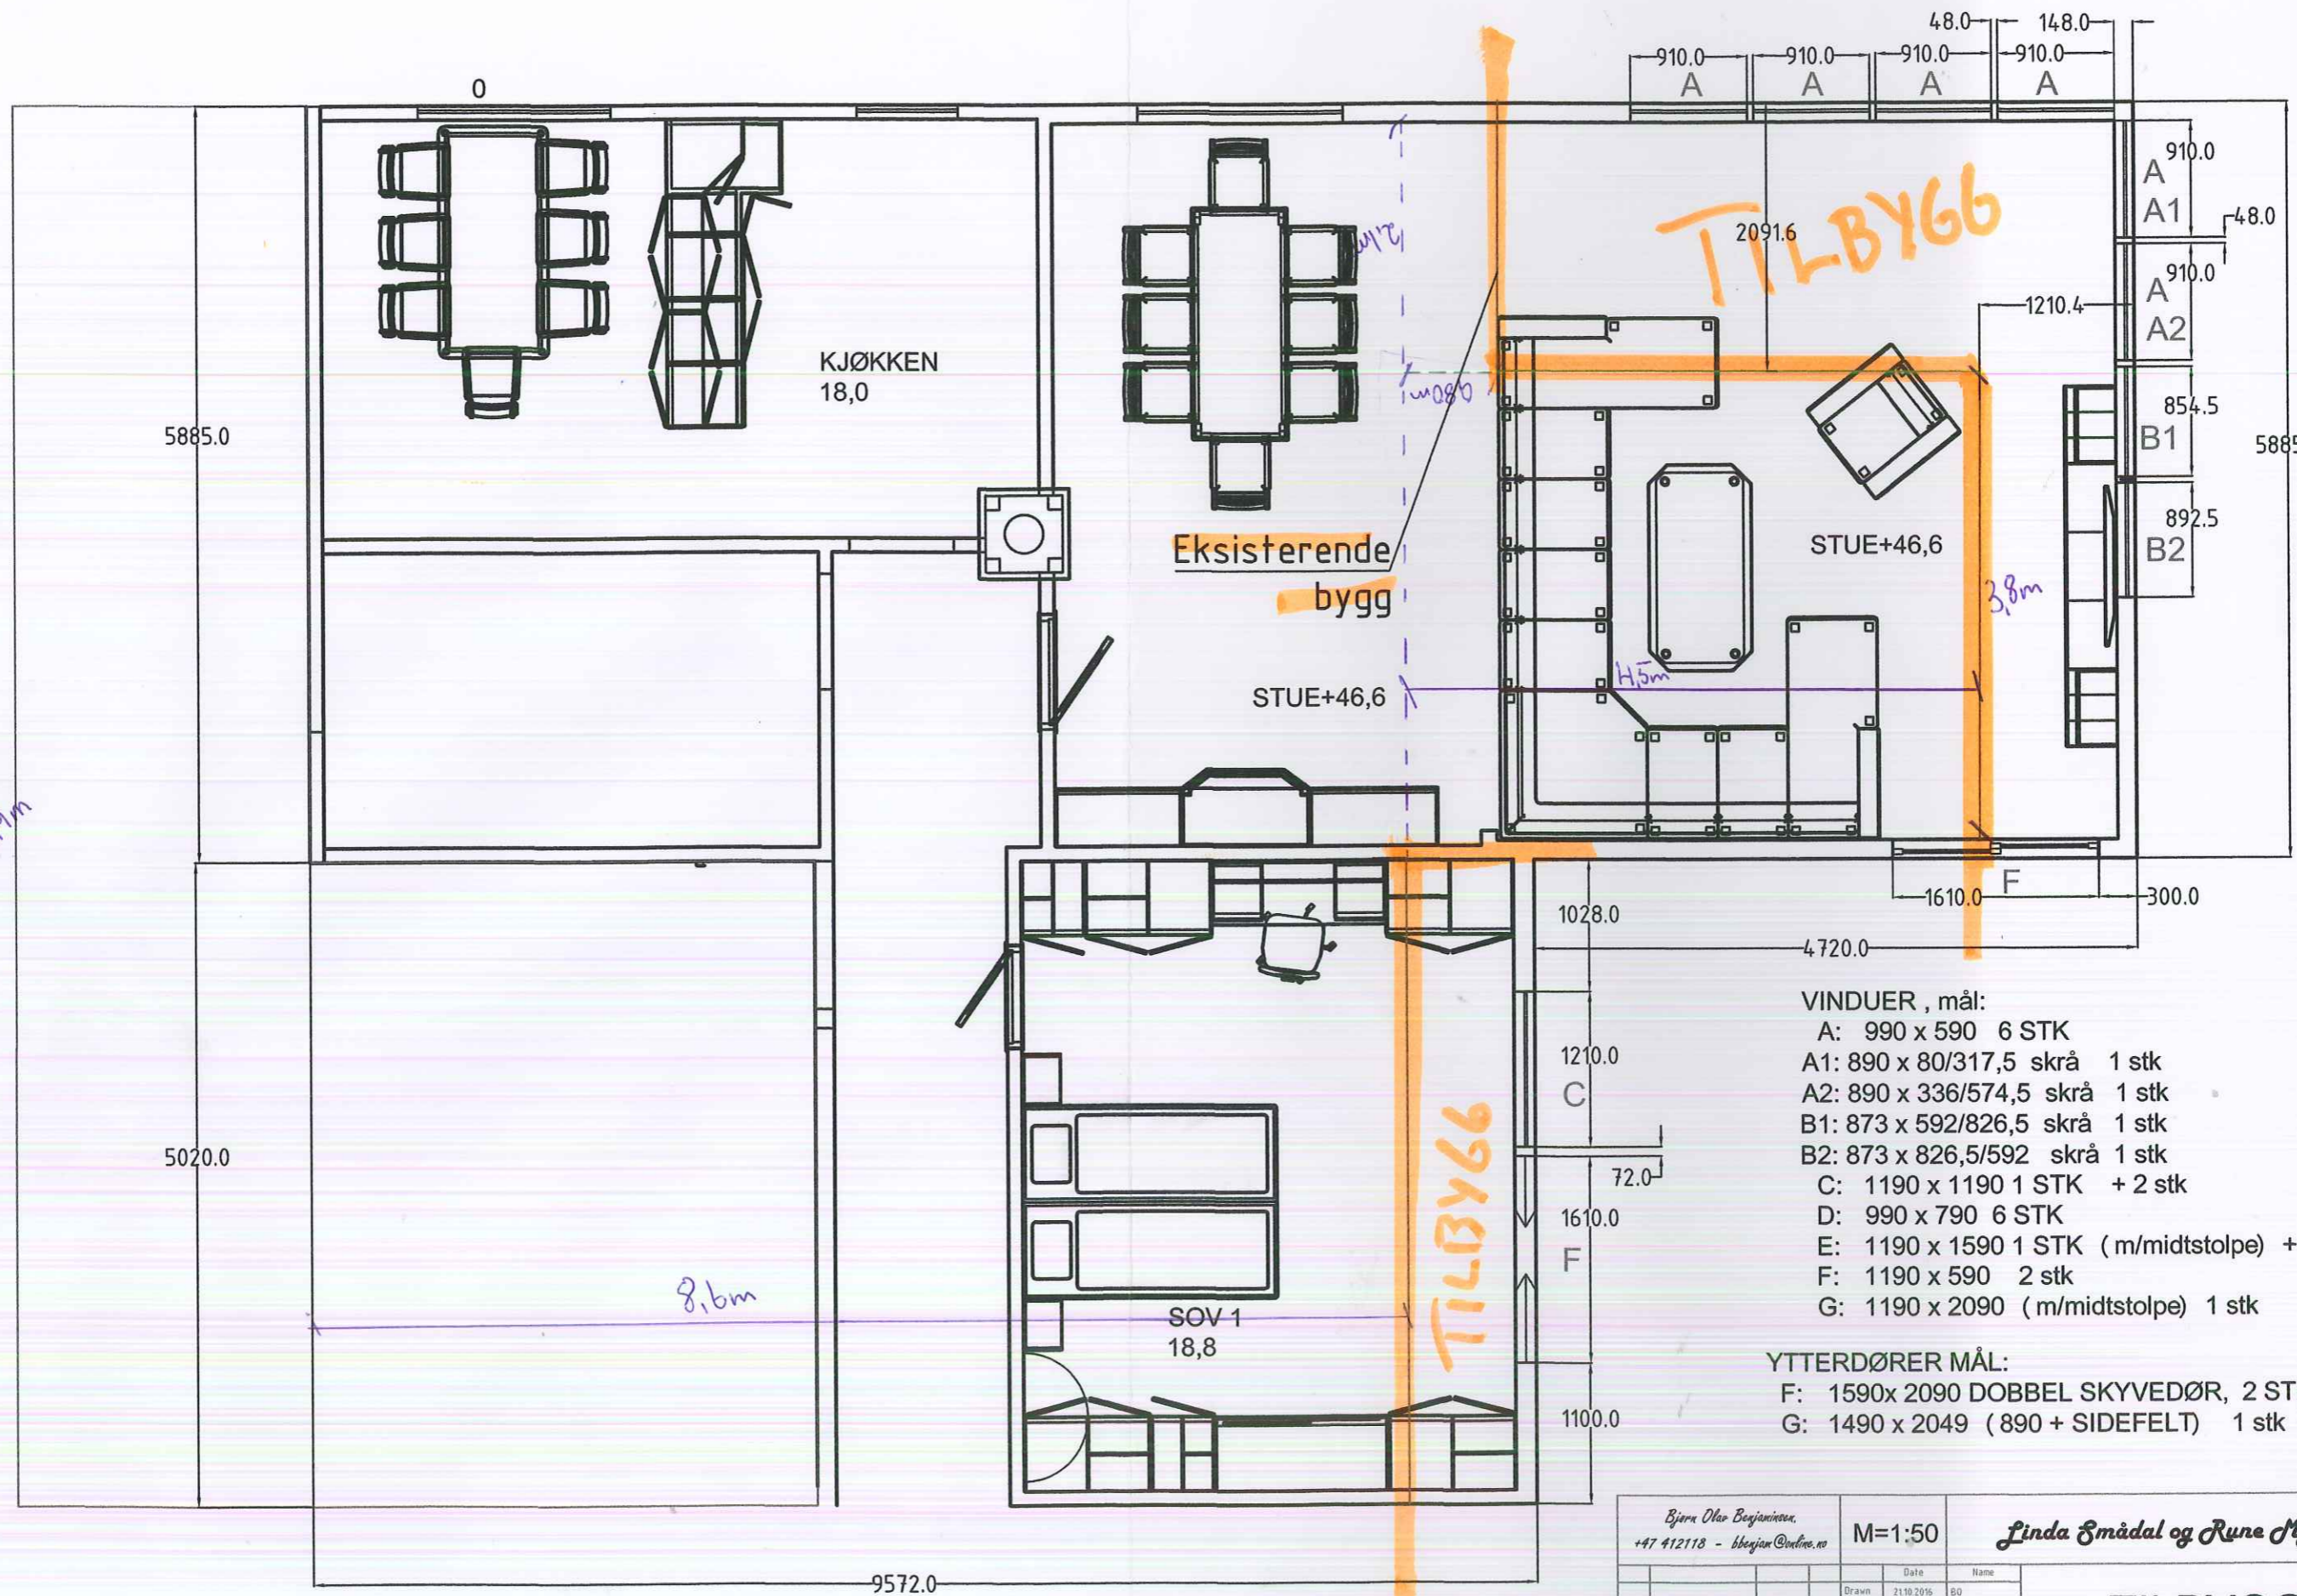 48.0 148.0
910.0 910.0 910.0 910.0
A A A A
0
910.0
A
A1
48.0
TILBYGG
2091.6
2,1m
910.0
A
A2
1210.4
KJØKKEN
18,0
0,80m
854.5
B1
5885.0
892.5
B2
STUE+46,6
Eksisterende
bygg
3,8m
4,5m
STUE+46,6
1028.0
1610.0
F
300.0
4720.0
1210.0
C
5020.0
72.0
TILBYGG
1610.0
F
8,6m
SOV 1
18,8
1100.0
9572.0
VINDUER , mål:
A: 990 x 590 6 STK
A1: 890 x 80/317,5 skrå 1 stk
A2: 890 x 336/574,5 skrå 1 stk
B1: 873 x 592/826,5 skrå 1 stk
B2: 873 x 826,5/592 skrå 1 stk
C: 1190 x 1190 1 STK + 2 stk
D: 990 x 790 6 STK
E: 1190 x 1590 1 STK ( m/midtstolpe) +
F: 1190 x 590 2 stk
G: 1190 x 2090 ( m/midtstolpe) 1 stk
YTTERDØRER MÅL:
F: 1590x 2090 DOBBEL SKYVEDØR, 2 ST
G: 1490 x 2049 ( 890 + SIDEFELT) 1 stk
Bjørn Olav Benjaminsen,
+47 412118 - bbenjam@online.no
M=1:50
Linda Smådal og Rune
Date Name
Drawn 21.10.2016 BO